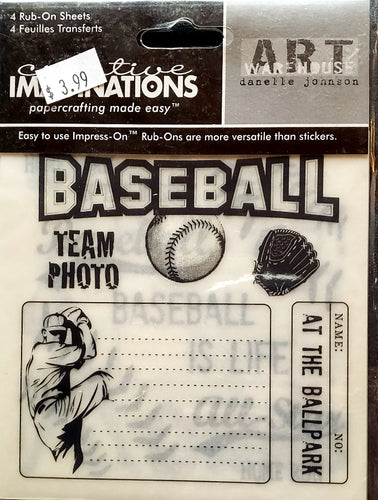 4 Rub-On Sheets
4 Feuilles Transferts
$ 3.99
creative
IMAGINATIONS
papercrafting made easy™
ART
WAREHOUSE
danelle johnson
Easy to use Impress-On™ Rub-Ons are more versatile than stickers.
BASEBALL
TEAM
PHOTO
BASEBALL
IS LIFE
NAME: NO:
AT THE BALLPARK